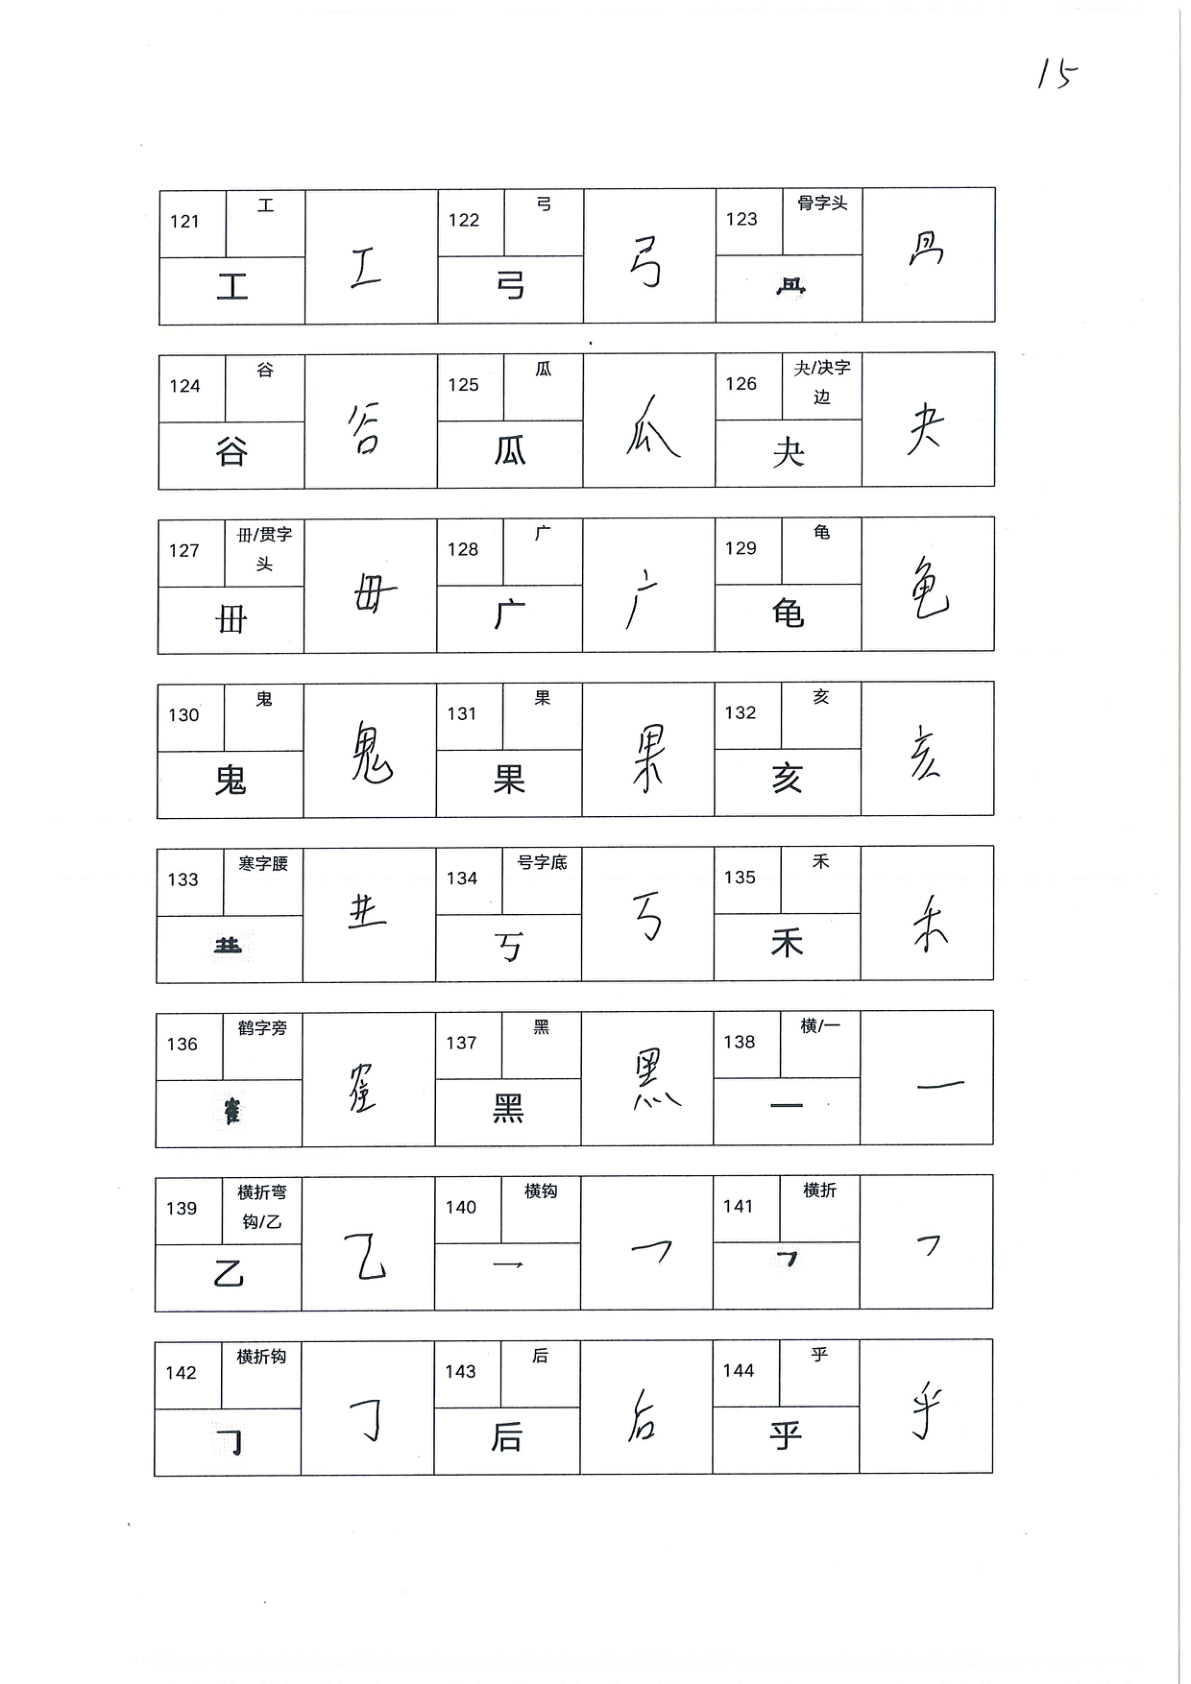 15
121 工 122 弓 123 骨字头
工 工 弓 弓
124 谷 125 瓜 126 夬/决字边
谷 谷 瓜 瓜 夬 夬
127 毌/贯字头 128 广 129 龟
毌 毌 广 广 龟 龟
130 鬼 131 果 132 亥
鬼 鬼 果 果 亥 亥
133 寒字腰 134 号字底 135 禾
丂 丂 禾 禾
136 鹤字旁 137 黑 138 横/一
隺 隺 黑 黑 一 一
139 横折弯钩/乙 140 横钩 141 横折
乙 乙 乛 乛 ㇇ ㇇
142 横折钩 143 后 144 乎
𠃌 𠃌 后 后 乎 乎